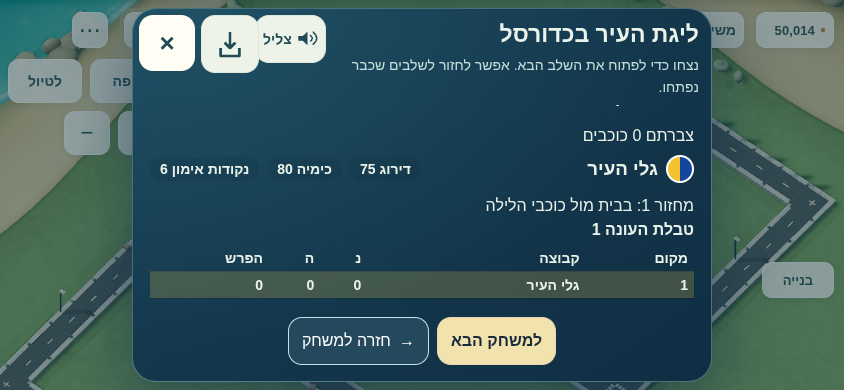 50,014
משי
פה
לטיול
בנייה
ליגת העיר בכדורסל
צליל
נצחו כדי לפתוח את השלב הבא. אפשר לחזור לשלבים שכבר
נפתחו.
צברתם 0 כוכבים
גלי העיר
דירוג 75
כימיה 80
נקודות אימון 6
מחזור 1: בבית מול כוכבי הלילה
טבלת העונה 1
מקום קבוצה נ ה הפרש
1 גלי העיר 0 0 0
למשחק הבא
→ חזרה למשחק